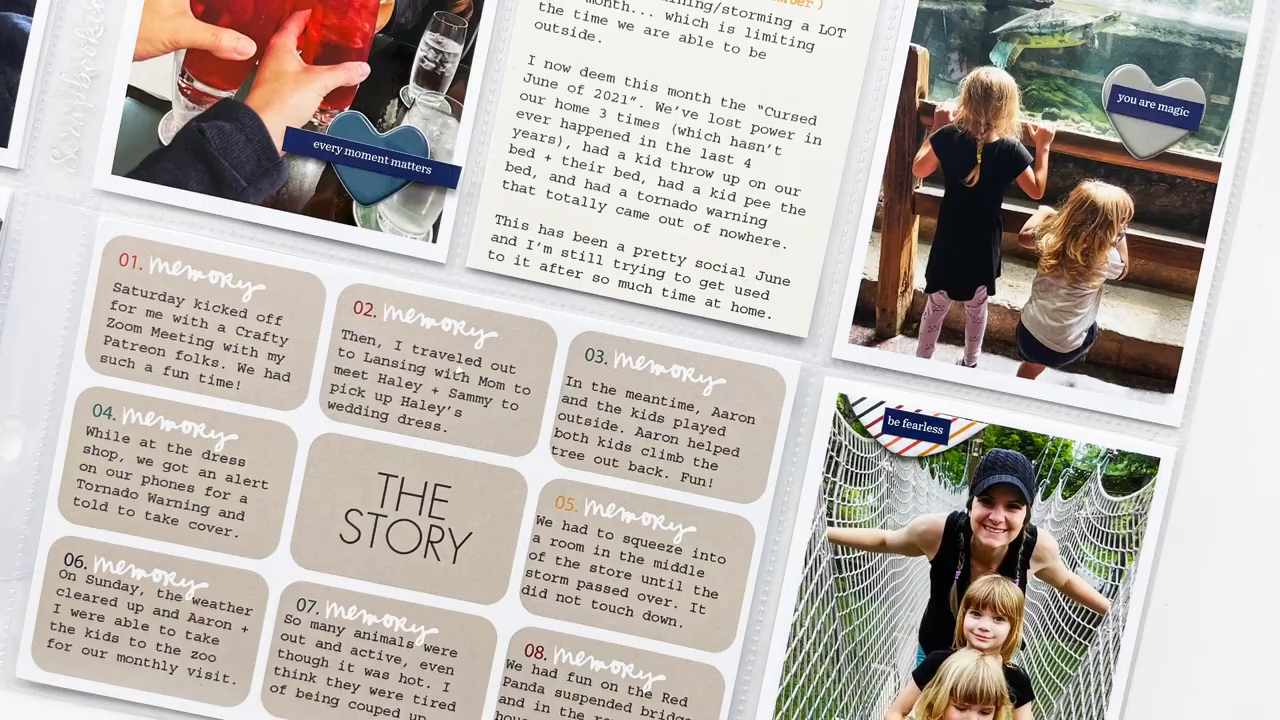 every moment matters
raining/storming a LOT
month... which is limiting
the time we are able to be
outside.
I now deem this month the "Cursed
June of 2021". We've lost power in
our home 3 times (which hasn't
ever happened in the last 4
years), had a kid throw up on our
bed + their bed, had a kid pee the
bed, and had a tornado warning
that totally came out of nowhere.
This has been a pretty social June
and I'm still trying to get used
to it after so much time at home.
you are magic
01. memory
Saturday kicked off
for me with a Crafty
Zoom Meeting with my
Patreon folks. We had
such a fun time!
02. memory
Then, I traveled out
to Lansing with Mom to
meet Haley + Sammy to
pick up Haley's
wedding dress.
03. memory
In the meantime, Aaron
and the kids played
outside. Aaron helped
both kids climb the
tree out back. Fun!
04. memory
While at the dress
shop, we got an alert
on our phones for a
Tornado Warning and
told to take cover.
THE
STORY
05. memory
We had to squeeze into
a room in the middle
of the store until the
storm passed over. It
did not touch down.
06. memory
On Sunday, the weather
cleared up and Aaron +
I were able to take
the kids to the zoo
for our monthly visit.
07. memory
So many animals were
out and active, even
though it was hot. I
think they were tired
of being couped up
08. memory
We had fun on the Red
Panda suspended bridge
and in the
be fearless